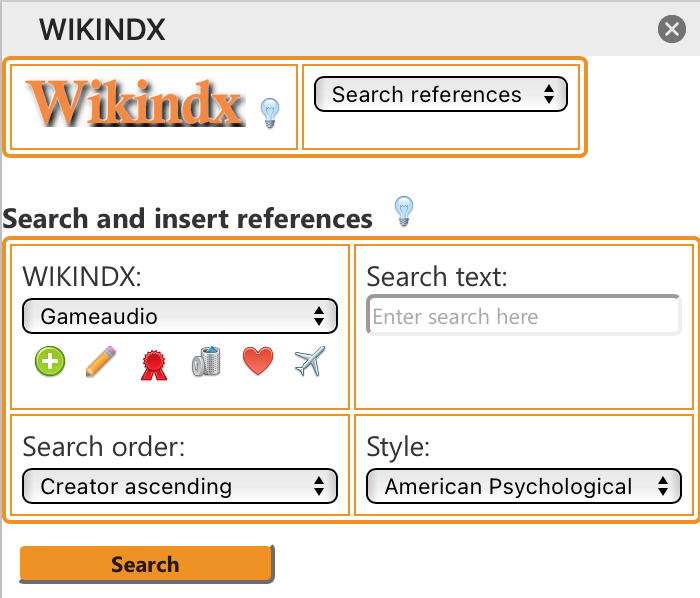 WIKINDX
Wikindx
Search references
Search and insert references
WIKINDX:
Search text:
Gameaudio
Enter search here
Search order:
Style:
Creator ascending
American Psychological
Search